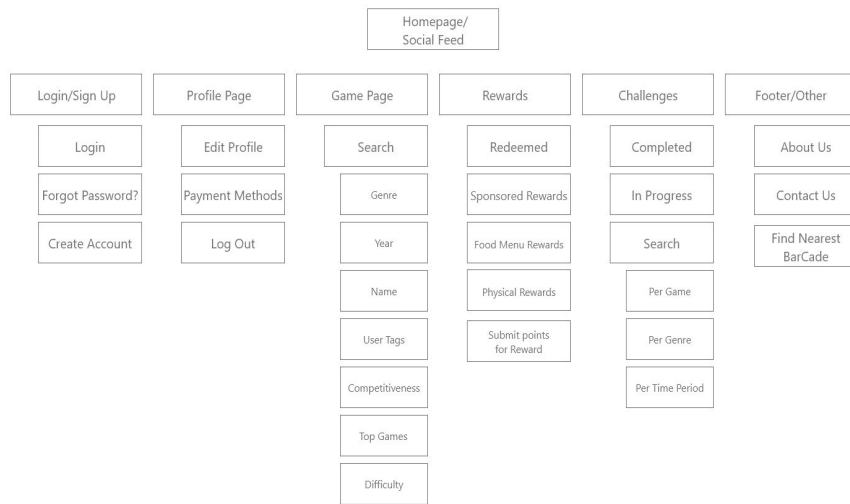 Homepage/
Social Feed
Login/Sign Up
Profile Page
Game Page
Rewards
Challenges
Footer/Other
Login
Forgot Password?
Create Account
Edit Profile
Payment Methods
Log Out
Search
Genre
Year
Name
User Tags
Competitiveness
Top Games
Difficulty
Redeemed
Sponsored Rewards
Food Menu Rewards
Physical Rewards
Submit points
for Reward
Completed
In Progress
Search
Per Game
Per Genre
Per Time Period
About Us
Contact Us
Find Nearest
BarCade